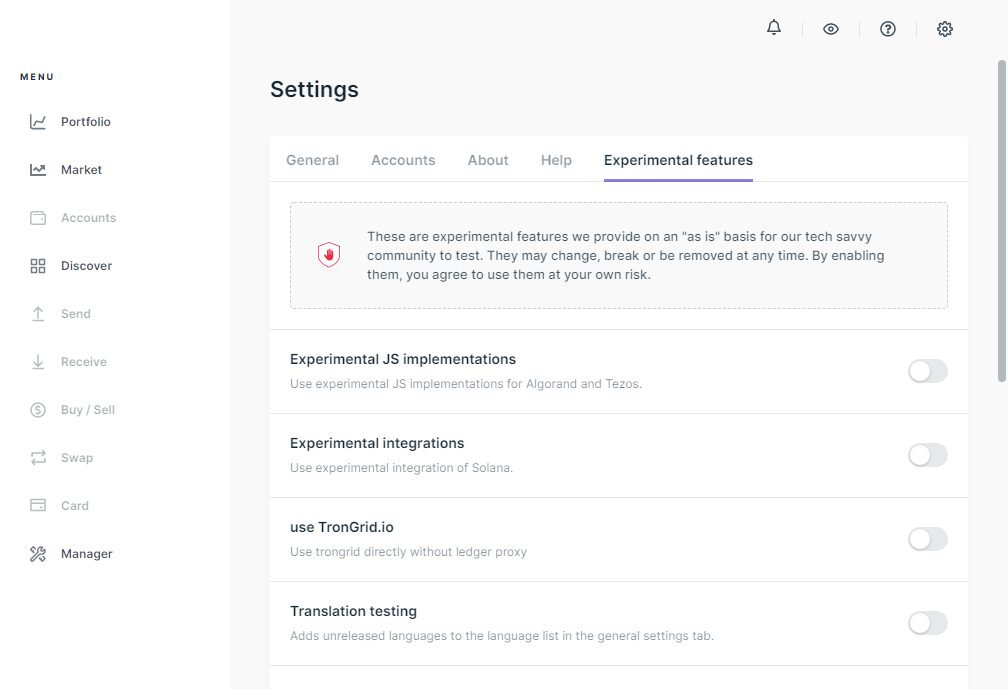 MENU
Portfolio
Market
Accounts
Discover
Send
Receive
Buy / Sell
Swap
Card
Manager
Settings
General Accounts About Help Experimental features
These are experimental features we provide on an "as is" basis for our tech savvy
community to test. They may change, break or be removed at any time. By enabling
them, you agree to use them at your own risk.
Experimental JS implementations
Use experimental JS implementations for Algorand and Tezos.
Experimental integrations
Use experimental integration of Solana.
use TronGrid.io
Use trongrid directly without ledger proxy
Translation testing
Adds unreleased languages to the language list in the general settings tab.